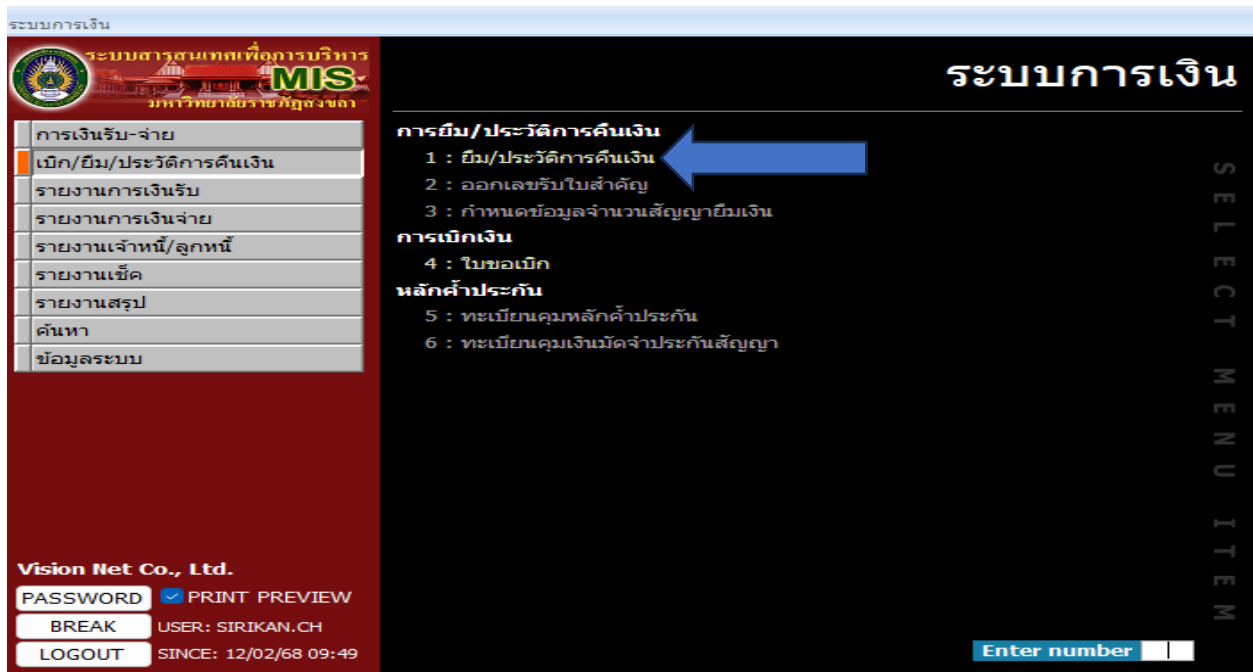 ระบบการเงิน
ระบบสารสนเทศเพื่อการบริหาร
MIS
มหาวิทยาลัยราชภัฏสงขลา
ระบบการเงิน
การเงินรับ-จ่าย
เบิก/ยืม/ประวัติการคืนเงิน
รายงานการเงินรับ
รายงานการเงินจ่าย
รายงานเจ้าหนี้/ลูกหนี้
รายงานเช็ค
รายงานสรุป
ค้นหา
ข้อมูลระบบ
การยืม/ประวัติการคืนเงิน
1 : ยืม/ประวัติการคืนเงิน
2 : ออกเลขรับใบสำคัญ
3 : กำหนดข้อมูลจำนวนสัญญายืมเงิน
การเบิกเงิน
4 : ใบขอเบิก
หลักค้ำประกัน
5 : ทะเบียนคุมหลักค้ำประกัน
6 : ทะเบียนคุมเงินมัดจำประกันสัญญา
SELECT MENU ITEM
Vision Net Co., Ltd.
PASSWORD PRINT PREVIEW
BREAK USER: SIRIKAN.CH
LOGOUT SINCE: 12/02/68 09:49
Enter number